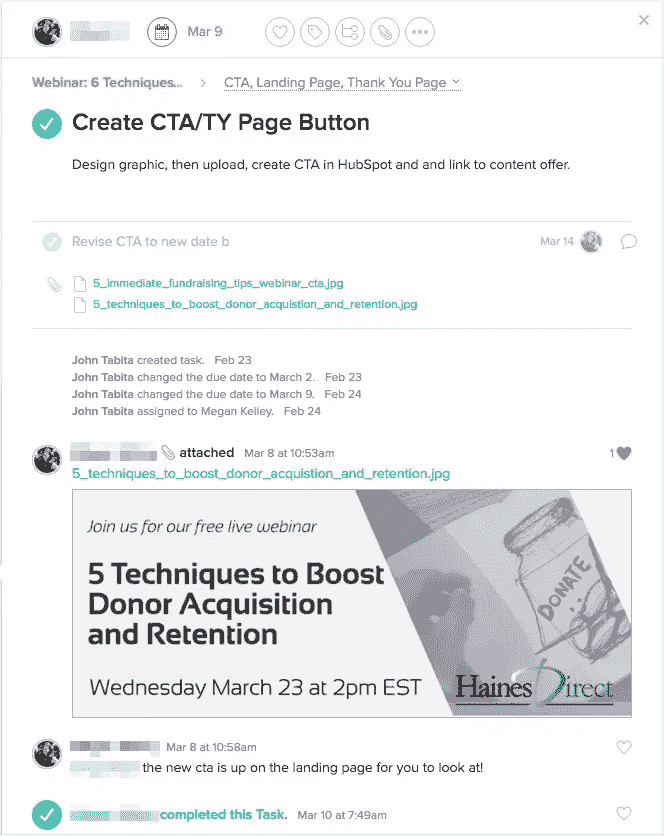 Mar 9
Webinar: 6 Techniques...
CTA, Landing Page, Thank You Page
Create CTA/TY Page Button
Design graphic, then upload, create CTA in HubSpot and and link to content offer.
Revise CTA to new date b
Mar 14
5_immediate_fundraising_tips_webinar_cta.jpg
5_techniques_to_boost_donor_acquistion_and_retention.jpg
John Tabita created task. Feb 23
John Tabita changed the due date to March 2. Feb 23
John Tabita changed the due date to March 9. Feb 24
John Tabita assigned to Megan Kelley. Feb 24
attached Mar 8 at 10:53am
1
5_techniques_to_boost_donor_acquistion_and_retention.jpg
Join us for our free live webinar
5 Techniques to Boost
Donor Acquisition
and Retention
DONATE
Wednesday March 23 at 2pm EST
Haines Direct
Mar 8 at 10:58am
the new cta is up on the landing page for you to look at!
completed this Task. Mar 10 at 7:49am